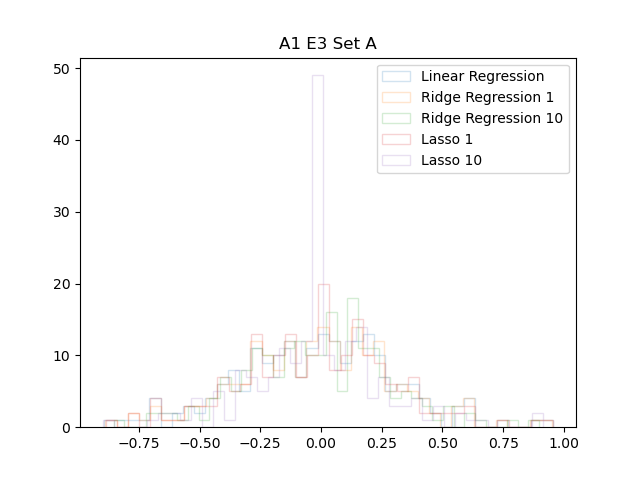 A1 E3 Set A
50
40
30
20
10
0
Linear Regression
Ridge Regression 1
Ridge Regression 10
Lasso 1
Lasso 10
−0.75 −0.50 −0.25 0.00 0.25 0.50 0.75 1.00